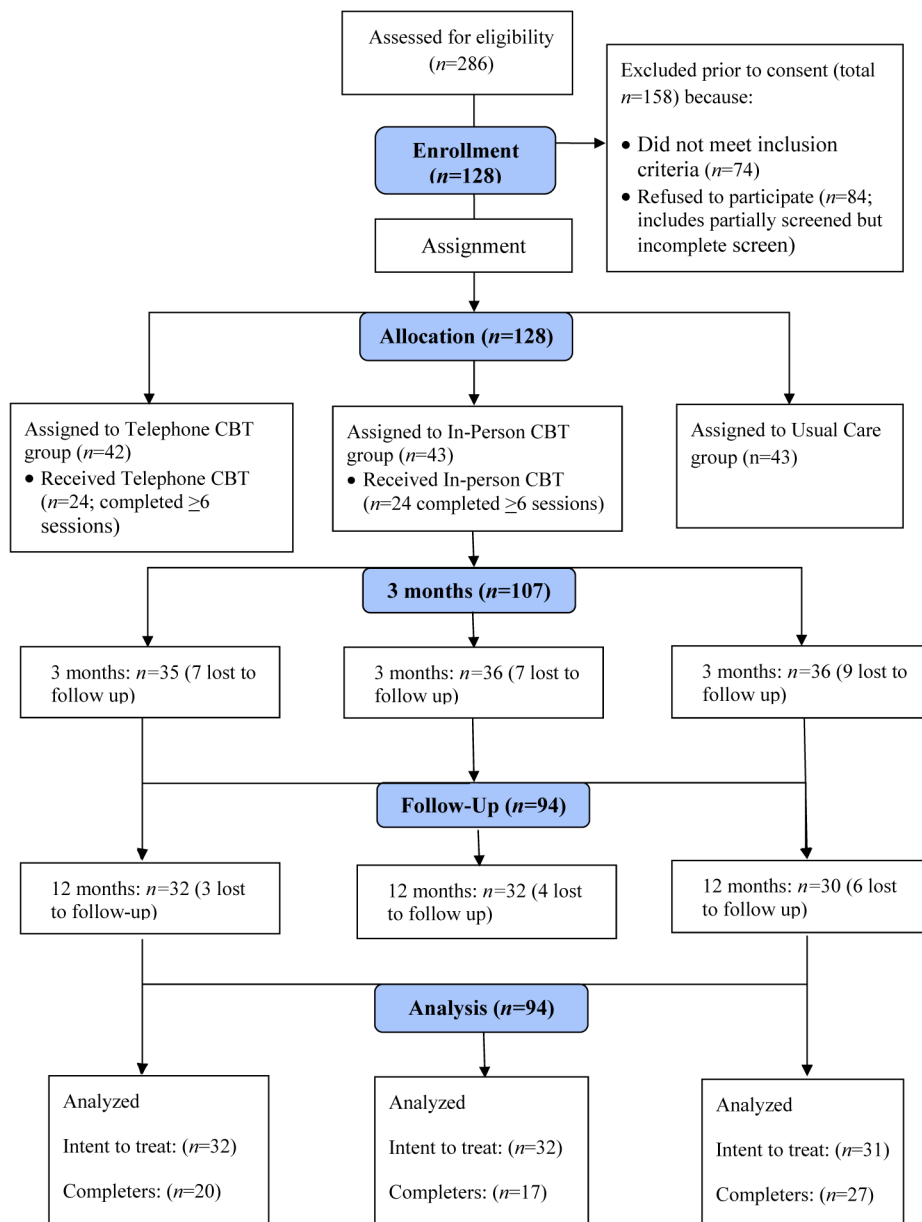 Assessed for eligibility
(n=286)
Excluded prior to consent (total
n=158) because:
• Did not meet inclusion
criteria (n=74)
• Refused to participate (n=84;
includes partially screened but
incomplete screen)
Enrollment
(n=128)
Assignment
Allocation (n=128)
Assigned to Telephone CBT
group (n=42)
• Received Telephone CBT
(n=24; completed ≥6
sessions)
Assigned to In-Person CBT
group (n=43)
• Received In-person CBT
(n=24 completed ≥6 sessions)
Assigned to Usual Care
group (n=43)
3 months (n=107)
3 months: n=35 (7 lost to
follow up)
3 months: n=36 (7 lost to
follow up)
3 months: n=36 (9 lost to
follow up)
Follow-Up (n=94)
12 months: n=32 (3 lost
to follow-up)
12 months: n=32 (4 lost
to follow up)
12 months: n=30 (6 lost
to follow up)
Analysis (n=94)
Analyzed
Intent to treat: (n=32)
Completers: (n=20)
Analyzed
Intent to treat: (n=32)
Completers: (n=17)
Analyzed
Intent to treat: (n=31)
Completers: (n=27)